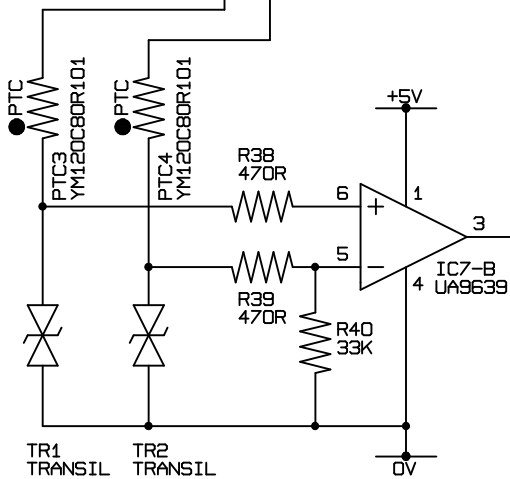 PTC
PTC3
YM120C80R101
PTC
PTC4
YM120C80R101
+5V
R38
470R
6
1
3
5
4
IC7-B
UA9639
R39
470R
R40
33K
TR1
TRANSIL
TR2
TRANSIL
0V